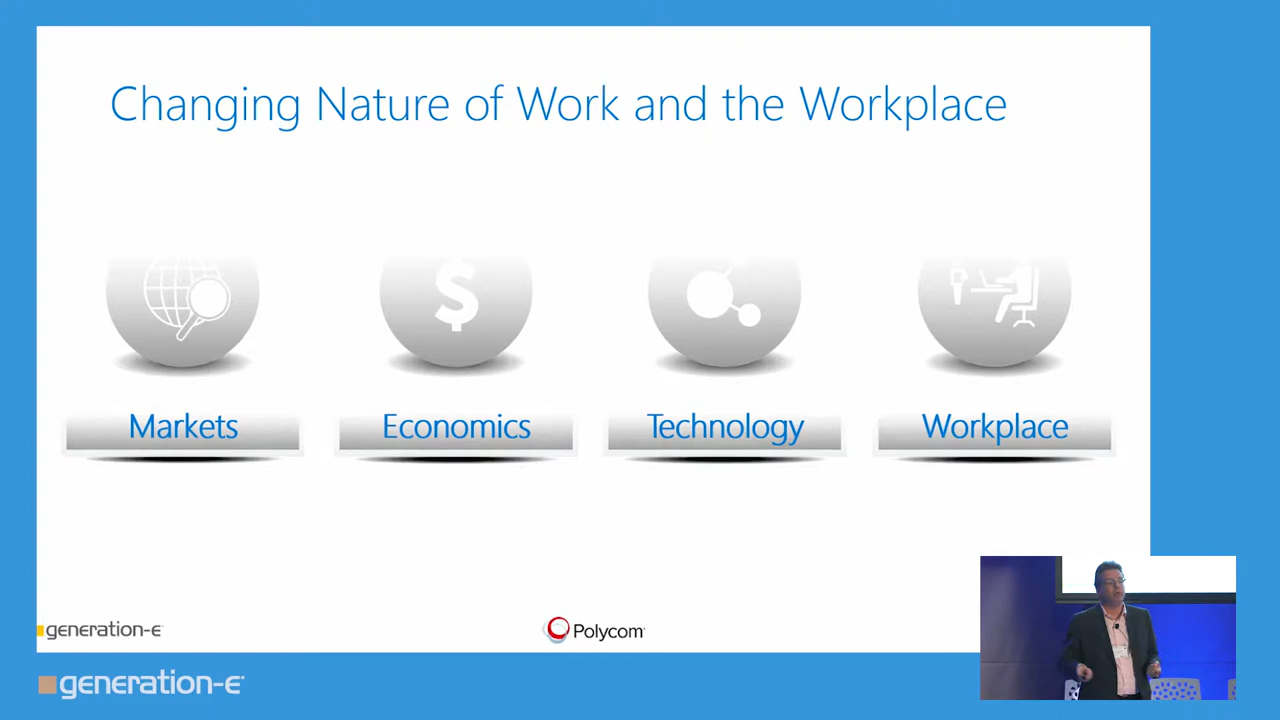 Changing Nature of Work and the Workplace
$
Markets
Economics
Technology
Workplace
generation-e
Polycom
generation-e